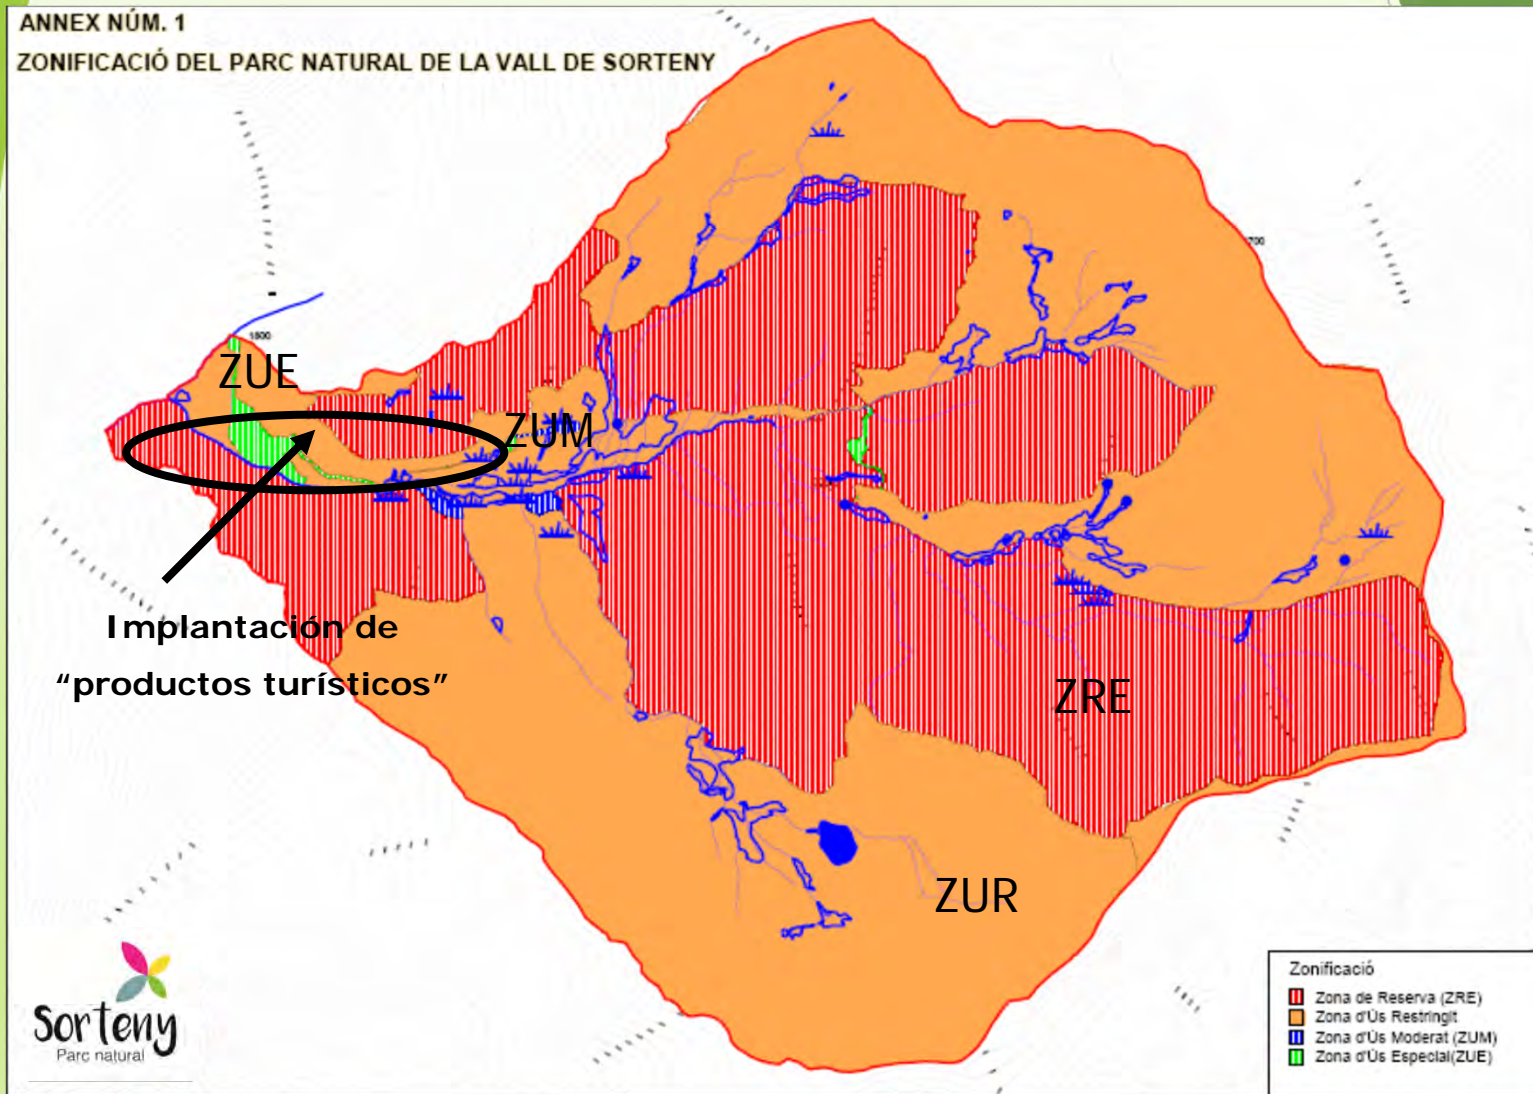 ANNEX NÚM. 1
ZONIFICACIÓ DEL PARC NATURAL DE LA VALL DE SORTENY
700
1800
ZUE
ZUM
Implantación de
“productos turísticos”
ZRE
ZUR
Sorteny
Parc natural
Zonificació
Zona de Reserva (ZRE)
Zona d'Ús Restringit
Zona d'Ús Moderat (ZUM)
Zona d'Ús Especial(ZUE)